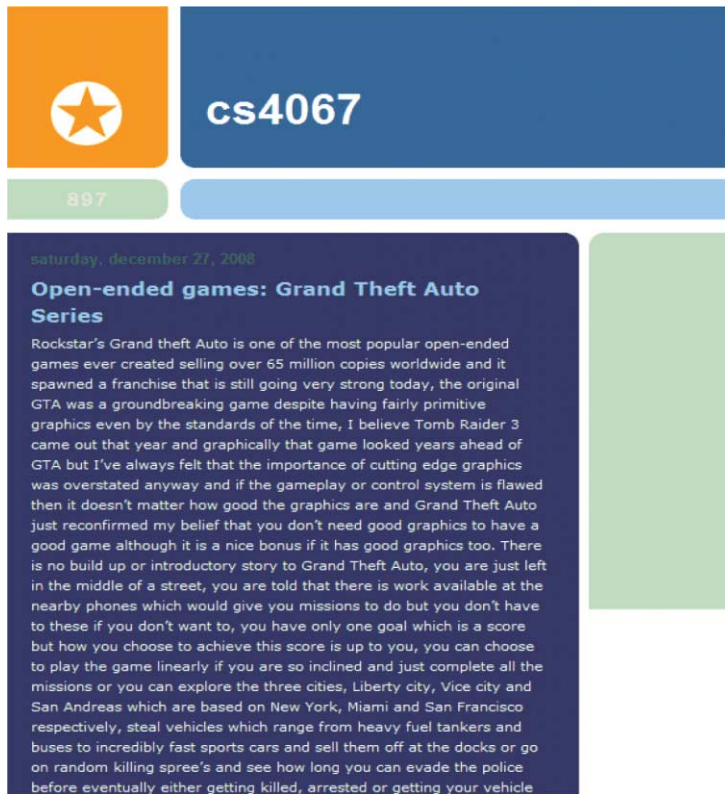 cs4067
897
saturday, december 27, 2008
Open-ended games: Grand Theft Auto
Series
Rockstar's Grand theft Auto is one of the most popular open-ended
games ever created selling over 65 million copies worldwide and it
spawned a franchise that is still going very strong today, the original
GTA was a groundbreaking game despite having fairly primitive
graphics even by the standards of the time, I believe Tomb Raider 3
came out that year and graphically that game looked years ahead of
GTA but I've always felt that the importance of cutting edge graphics
was overstated anyway and if the gameplay or control system is flawed
then it doesn't matter how good the graphics are and Grand Theft Auto
just reconfirmed my belief that you don't need good graphics to have a
good game although it is a nice bonus if it has good graphics too. There
is no build up or introductory story to Grand Theft Auto, you are just left
in the middle of a street, you are told that there is work available at the
nearby phones which would give you missions to do but you don't have
to these if you don't want to, you have only one goal which is a score
but how you choose to achieve this score is up to you, you can choose
to play the game linearly if you are so inclined and just complete all the
missions or you can explore the three cities, Liberty city, Vice city and
San Andreas which are based on New York, Miami and San Francisco
respectively, steal vehicles which range from heavy fuel tankers and
buses to incredibly fast sports cars and sell them off at the docks or go
on random killing spree's and see how long you can evade the police
before eventually either getting killed, arrested or getting your vehicle